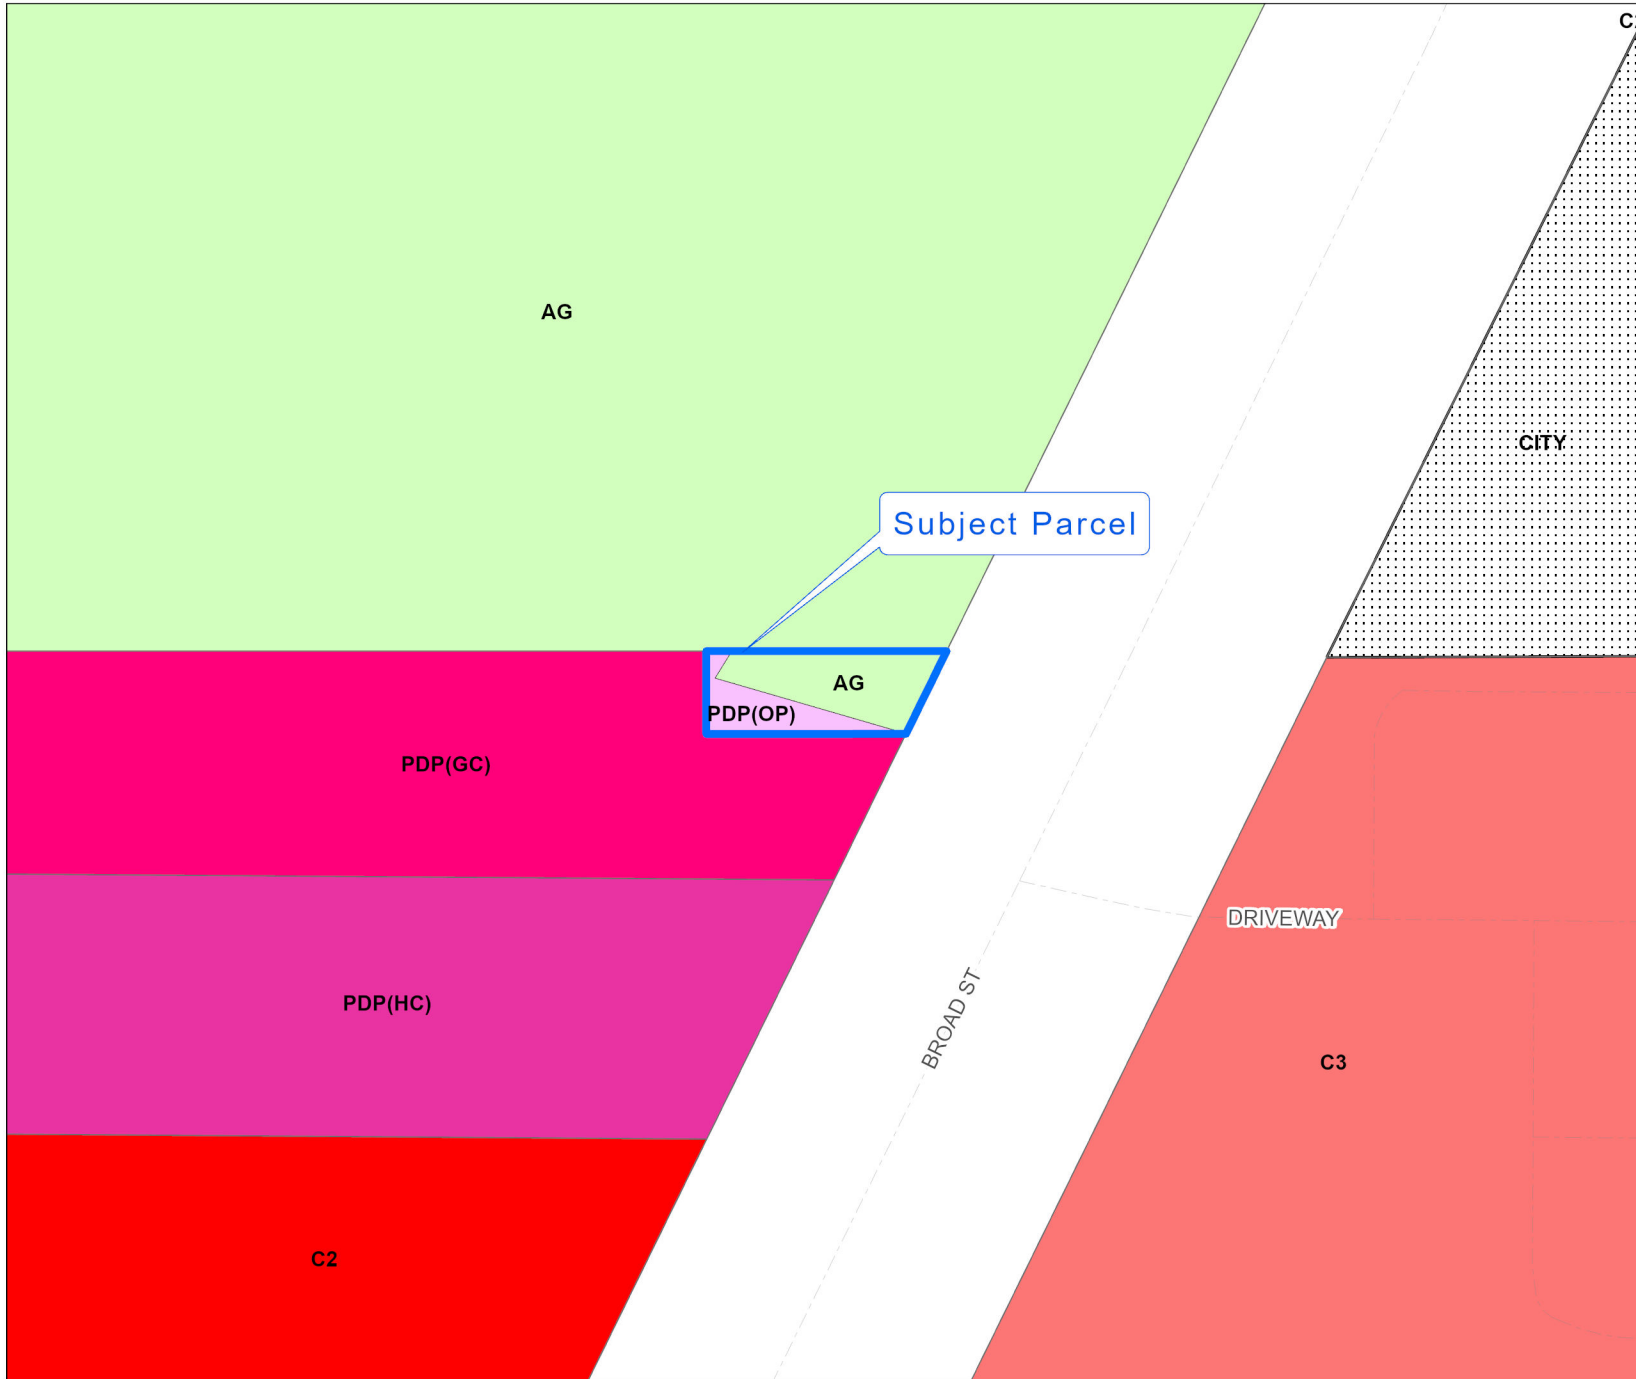 AG
CITY
Subject Parcel
AG
PDP(OP)
PDP(GC)
DRIVEWAY
PDP(HC)
BROAD ST
C3
C2